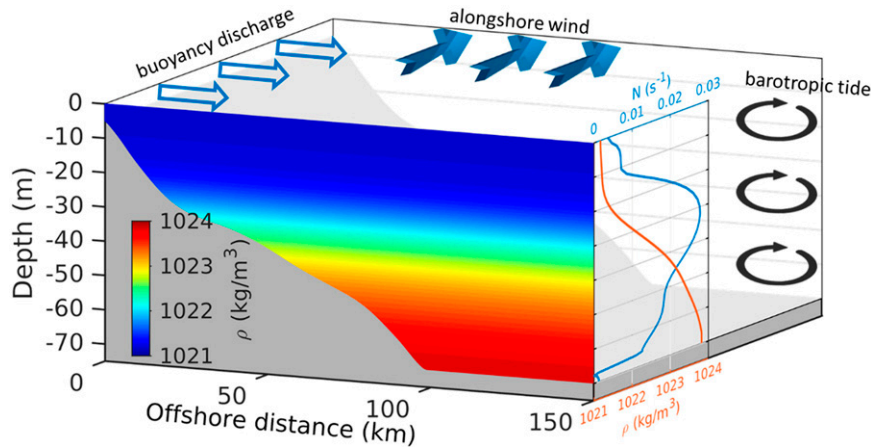 buoyancy discharge
alongshore wind
barotropic tide
N (s⁻¹)
0 0.01 0.02 0.03
0
-10
-20
-30
-40
-50
-60
-70
Depth (m)
1024
1023
1022
1021
ρ (kg/m³)
0 50 100 150
Offshore distance (km)
1021 1022 1023 1024
ρ (kg/m³)